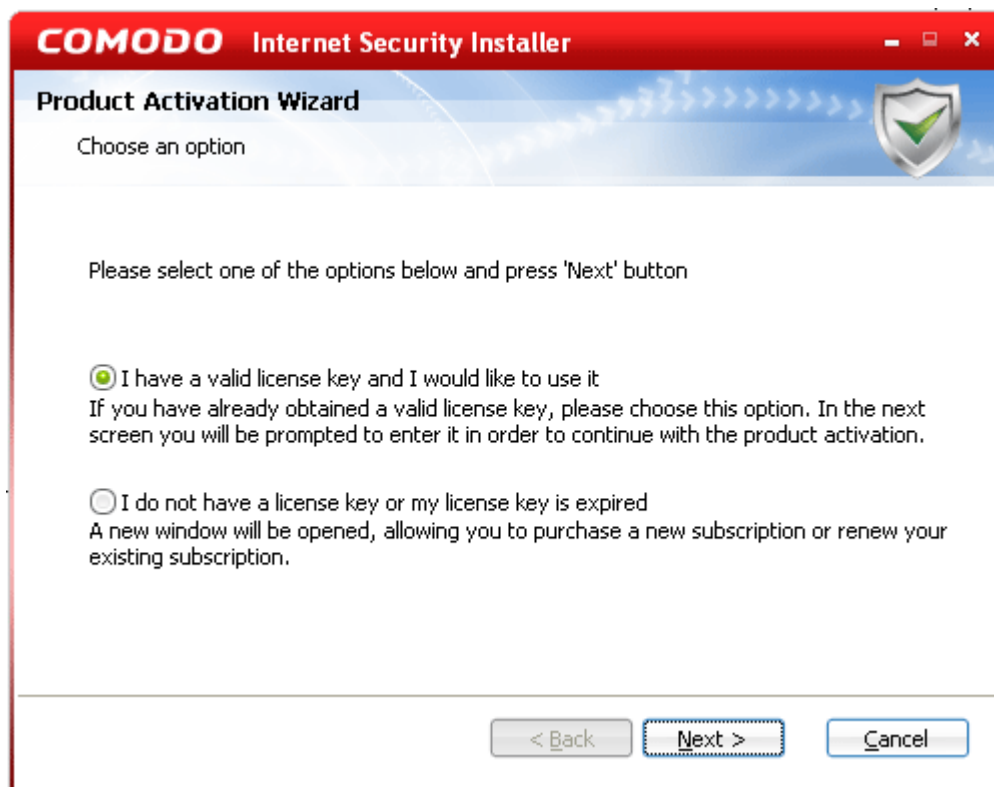 COMODO Internet Security Installer
Product Activation Wizard
Choose an option
Please select one of the options below and press 'Next' button
I have a valid license key and I would like to use it
If you have already obtained a valid license key, please choose this option. In the next
screen you will be prompted to enter it in order to continue with the product activation.
I do not have a license key or my license key is expired
A new window will be opened, allowing you to purchase a new subscription or renew your
existing subscription.
< Back Next > Cancel